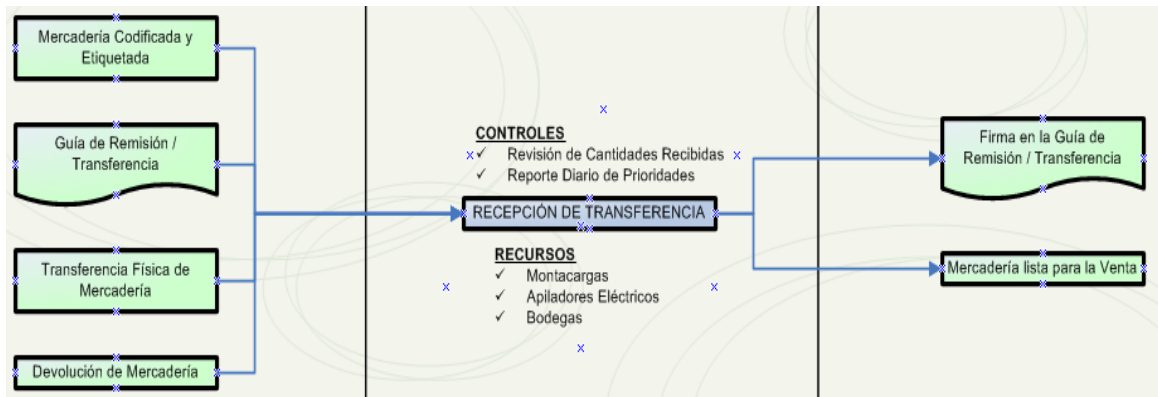 Mercadería Codificada y
Etiquetada
Guía de Remisión /
Transferencia
Transferencia Física de
Mercadería
Devolución de Mercadería
CONTROLES
✓ Revisión de Cantidades Recibidas
✓ Reporte Diario de Prioridades
RECEPCIÓN DE TRANSFERENCIA
RECURSOS
✓ Montacargas
✓ Apiladores Eléctricos
✓ Bodegas
Firma en la Guía de
Remisión / Transferencia
Mercadería lista para la Venta